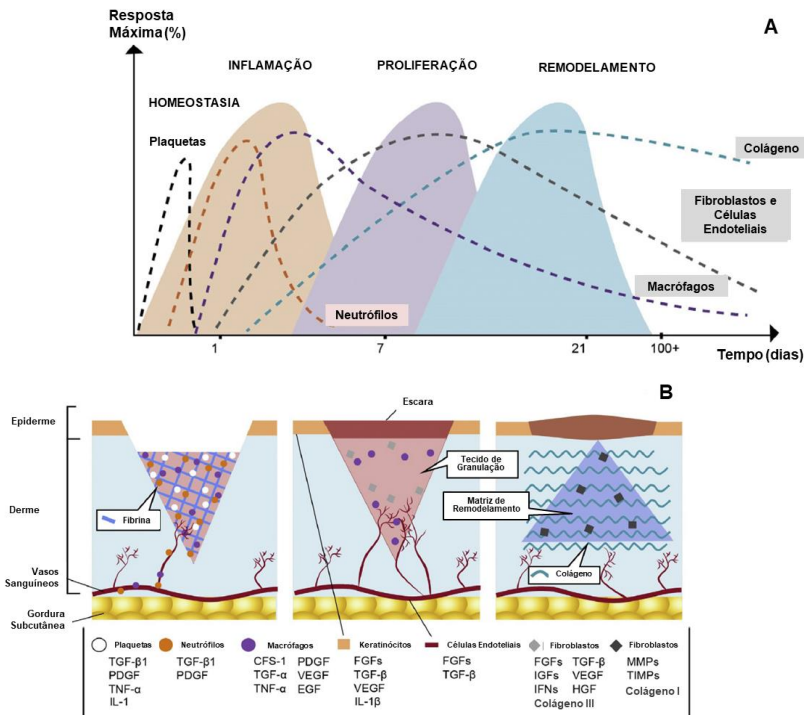 Resposta
Máxima (%)
A
INFLAMAÇÃO
PROLIFERAÇÃO
REMODELAMENTO
HOMEOSTASIA
Plaquetas
Colágeno
Fibroblastos e
Células
Endoteliais
Macrófagos
Neutrófilos
1
7
21
100+
Tempo (dias)
B
Escara
Epiderme
Tecido de
Granulação
Derme
Fibrina
Matriz de
Remodelamento
Vasos
Sanguíneos
Colágeno
Gordura
Subcutânea
Plaquetas
TGF-β1
PDGF
TNF-α
IL-1
Neutrófilos
TGF-β1
PDGF
Macrófagos
CFS-1 PDGF
TGF-α VEGF
TNF-α EGF
Keratinócitos
FGFs
TGF-β
VEGF
IL-1β
Células Endoteliais
FGFs
TGF-β
Fibroblastos
FGFs TGF-β
IGFs VEGF
IFNs HGF
Colágeno III
Fibroblastos
MMPs
TIMPs
Colágeno I